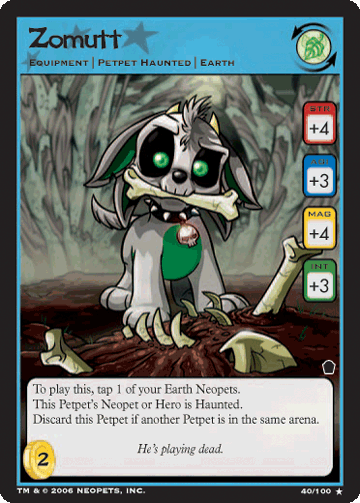 Zomutt
EQUIPMENT | PETPET HAUNTED | EARTH
STR
+4
+3
MAG
+4
INT
+3
To play this, tap 1 of your Earth Neopets.
This Petpet's Neopet or Hero is Haunted.
Discard this Petpet if another Petpet is in the same arena.
He's playing dead.
2
TM & © 2006 NEOPETS, INC.
40/100 ★